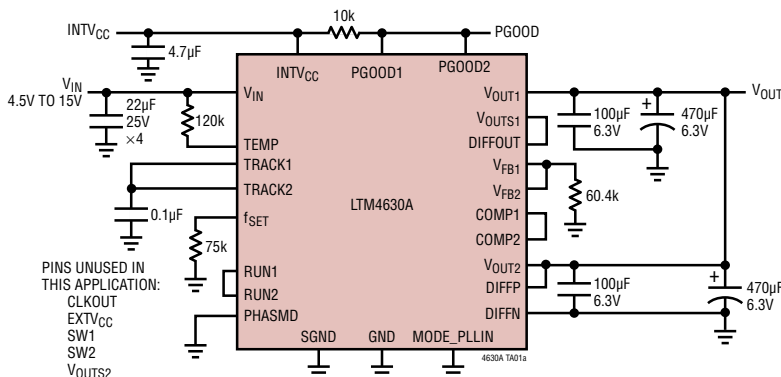 INTVCC
4.7µF
10k
PGOOD
INTVCC
PGOOD1
PGOOD2
VIN
4.5V TO 15V
22µF
25V
×4
120k
VIN
TEMP
TRACK1
TRACK2
0.1µF
fSET
75k
RUN1
RUN2
PHASMD
SGND
GND
MODE_PLLIN
LTM4630A
VOUT1
VOUTS1
DIFFOUT
VFB1
VFB2
COMP1
COMP2
VOUT2
DIFFP
DIFFN
100µF
6.3V
+
470µF
6.3V
VOUT
60.4k
100µF
6.3V
+
470µF
6.3V
4630A TA01a
PINS UNUSED IN
THIS APPLICATION:
CLKOUT
EXTVCC
SW1
SW2
VOUTS2